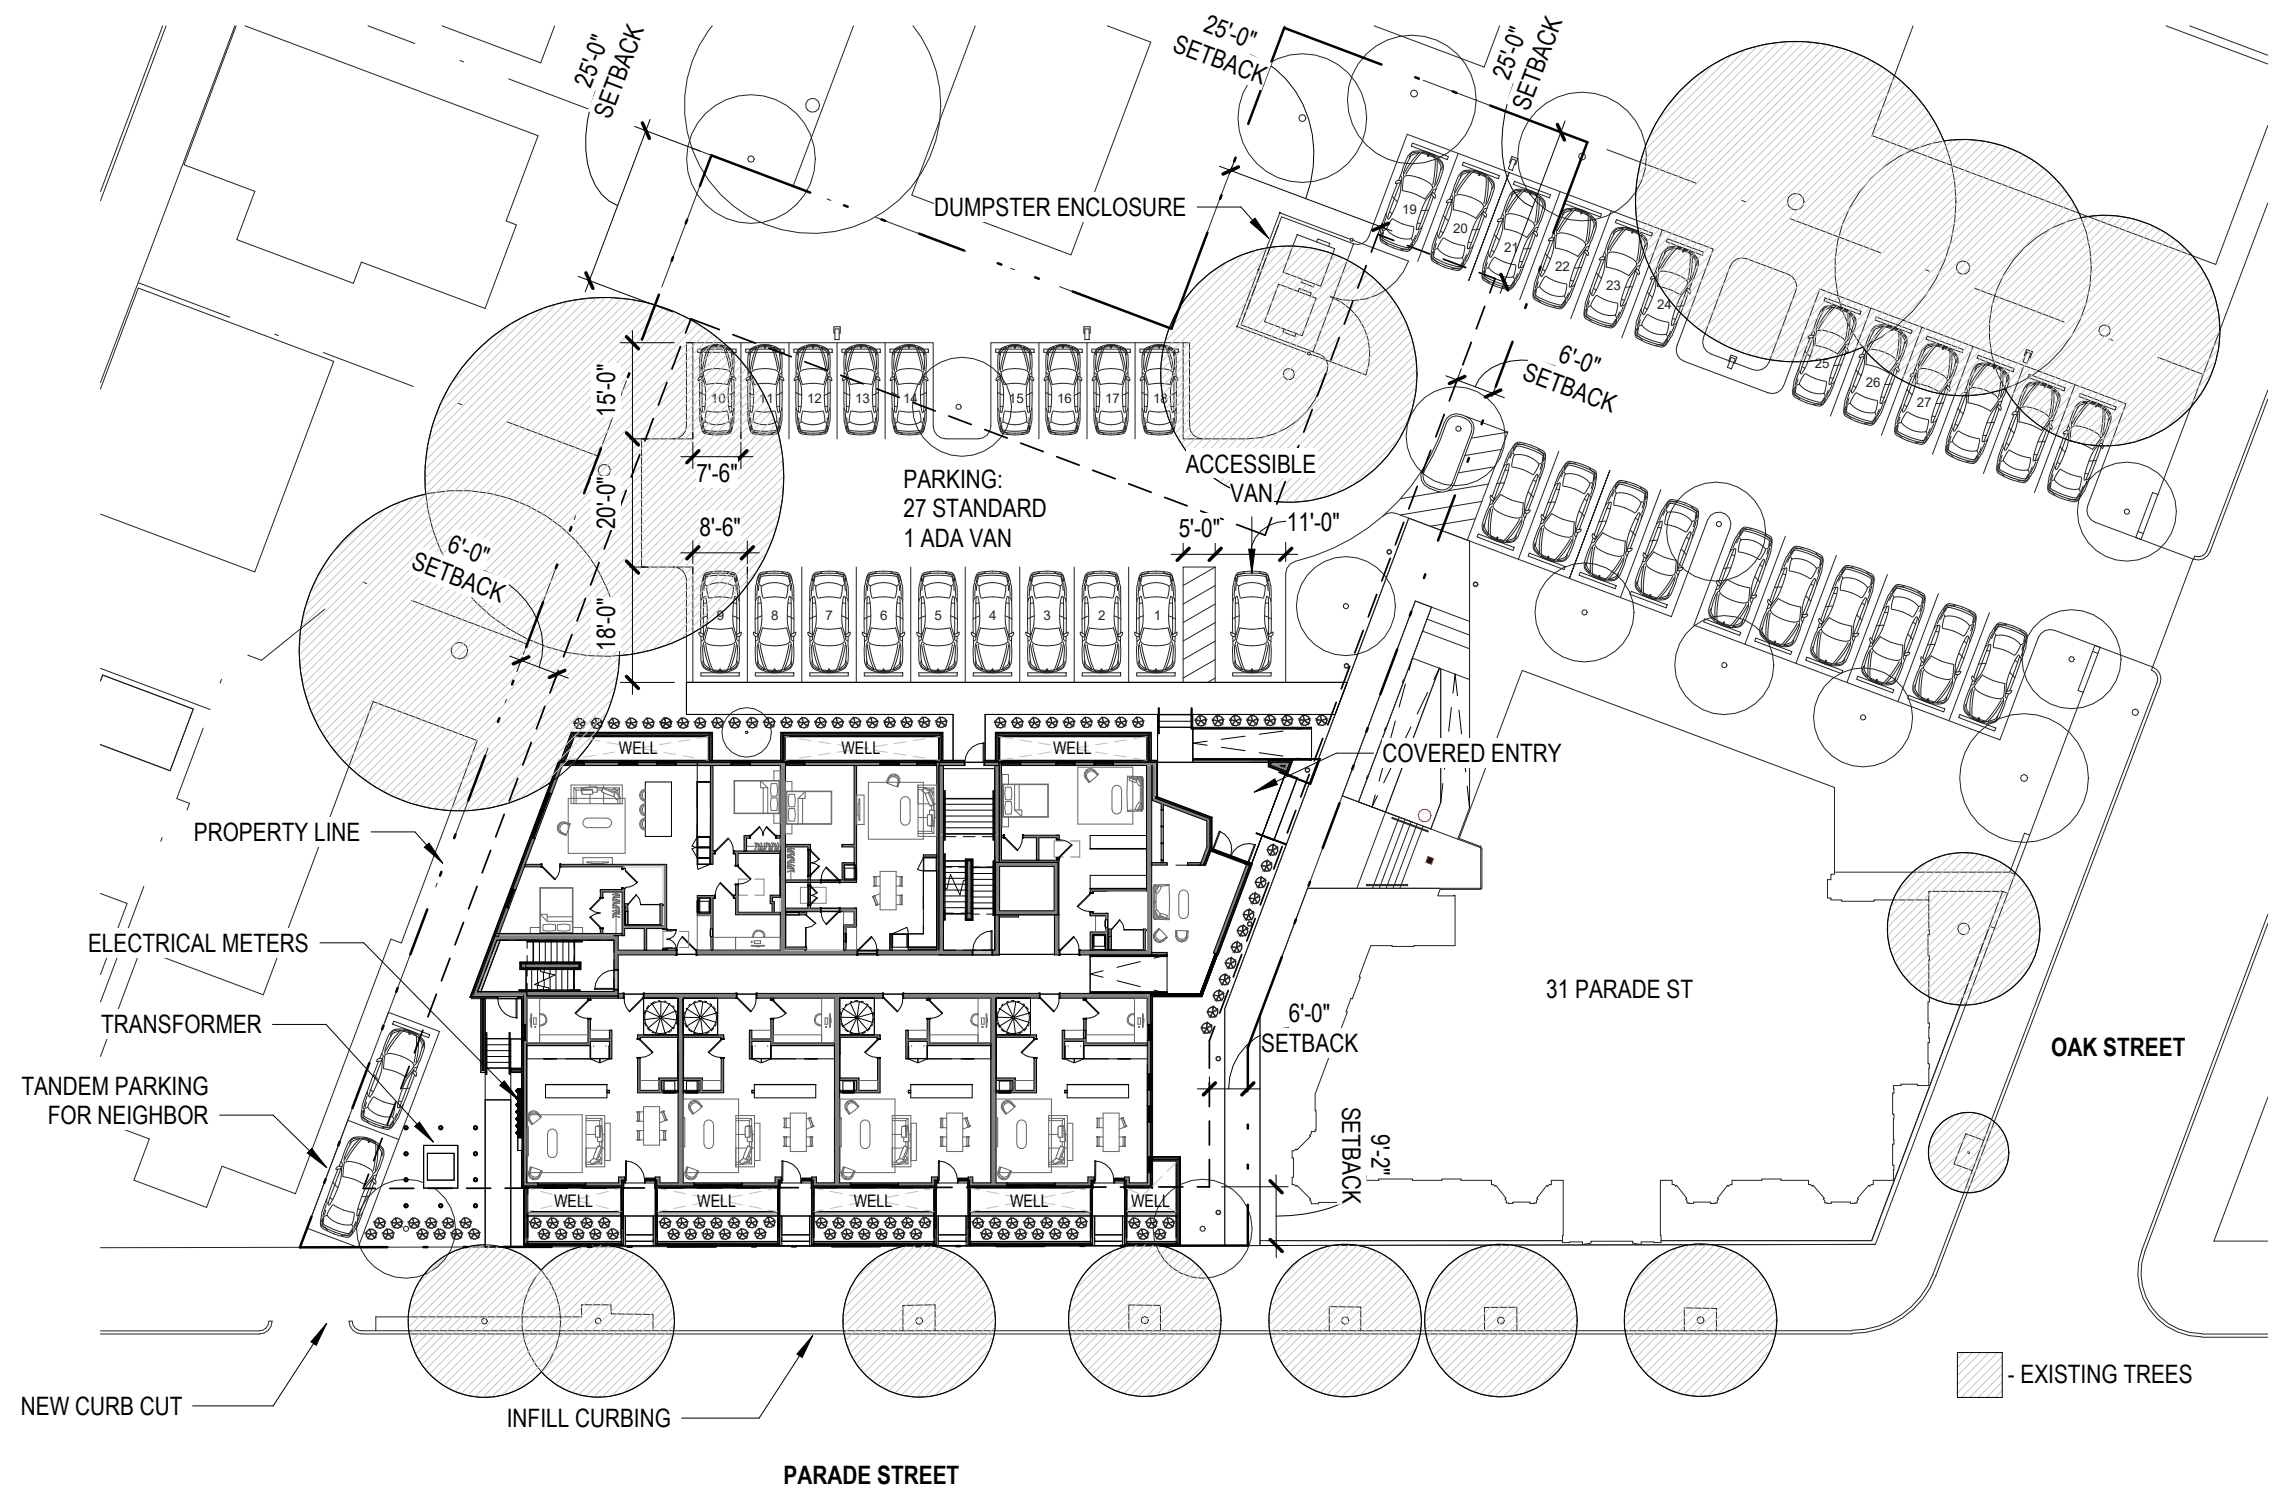 25'-0"
SETBACK
25'-0"
SETBACK
25'-0"
SETBACK
DUMPSTER ENCLOSURE
19
20
21
22
23
24
25
26
27
6'-0"
SETBACK
15'-0"
10
11
12
13
14
15
16
17
18
7'-6"
20'-0"
PARKING:
27 STANDARD
1 ADA VAN
ACCESSIBLE
VAN
8'-6"
5'-0"
11'-0"
6'-0"
SETBACK
18'-0"
9
8
7
6
5
4
3
2
1
WELL
WELL
WELL
COVERED ENTRY
PROPERTY LINE
ELECTRICAL METERS
TRANSFORMER
TANDEM PARKING
FOR NEIGHBOR
31 PARADE ST
6'-0"
SETBACK
OAK STREET
9'-2"
SETBACK
WELL
WELL
WELL
WELL
WELL
NEW CURB CUT
INFILL CURBING
- EXISTING TREES
PARADE STREET